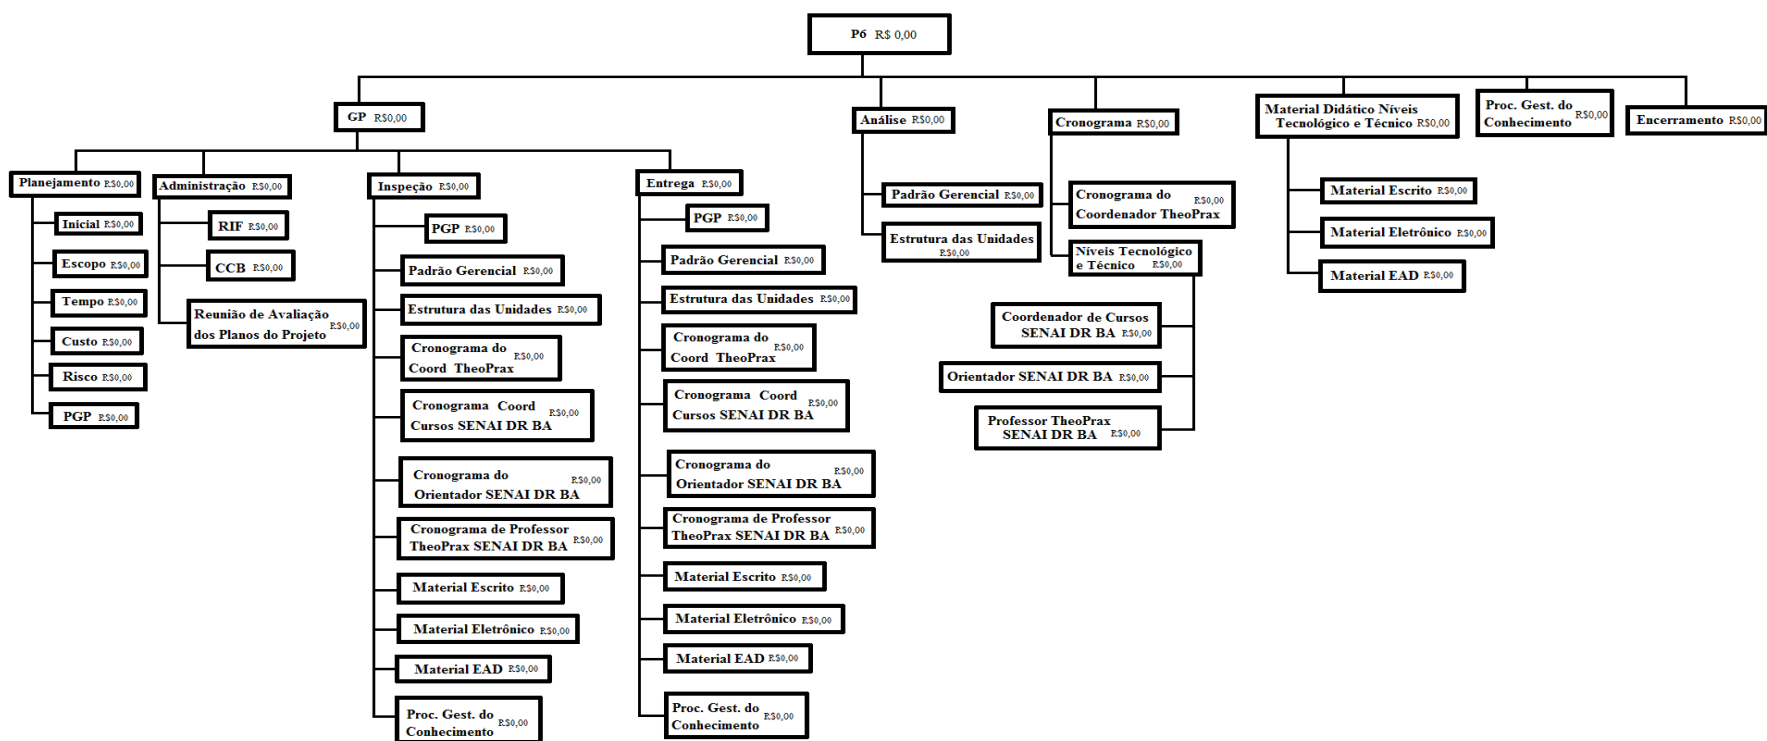 P6 R$ 0,00
GP R$0,00
Análise R$0,00
Cronograma R$0,00
Material Didático Níveis
Tecnológico e Técnico R$0,00
Proc. Gest. do
Conhecimento R$0,00
Encerramento R$0,00
Planejamento R$0,00
Inicial R$0,00
Escopo R$0,00
Tempo R$0,00
Custo R$0,00
Risco R$0,00
PGP R$0,00
Administração R$0,00
RIF R$0,00
CCB R$0,00
Reunião de Avaliação
dos Planos do Projeto R$0,00
Inspeção R$0,00
PGP R$0,00
Padrão Gerencial R$0,00
Estrutura das Unidades R$0,00
Cronograma do
Coord TheoPrax R$0,00
Cronograma Coord
Cursos SENAI DR BA R$0,00
Cronograma do
Orientador SENAI DR BA R$0,00
Cronograma de Professor
TheoPrax SENAI DR BA R$0,00
Material Escrito R$0,00
Material Eletrônico R$0,00
Material EAD R$0,00
Proc. Gest. do
Conhecimento R$0,00
Entrega R$0,00
PGP R$0,00
Padrão Gerencial R$0,00
Estrutura das Unidades R$0,00
Cronograma do
Coord TheoPrax R$0,00
Cronograma Coord
Cursos SENAI DR BA R$0,00
Cronograma do
Orientador SENAI DR BA R$0,00
Cronograma de Professor
TheoPrax SENAI DR BA R$0,00
Material Escrito R$0,00
Material Eletrônico R$0,00
Material EAD R$0,00
Proc. Gest. do
Conhecimento R$0,00
Padrão Gerencial R$0,00
Estrutura das Unidades
R$0,00
Cronograma do R$0,00
Coordenador TheoPrax
Níveis Tecnológico
e Técnico R$0,00
Coordenador de Cursos
SENAI DR BA R$0,00
Orientador SENAI DR BA R$0,00
Professor TheoPrax
SENAI DR BA R$0,00
Material Escrito R$0,00
Material Eletrônico R$0,00
Material EAD R$0,00